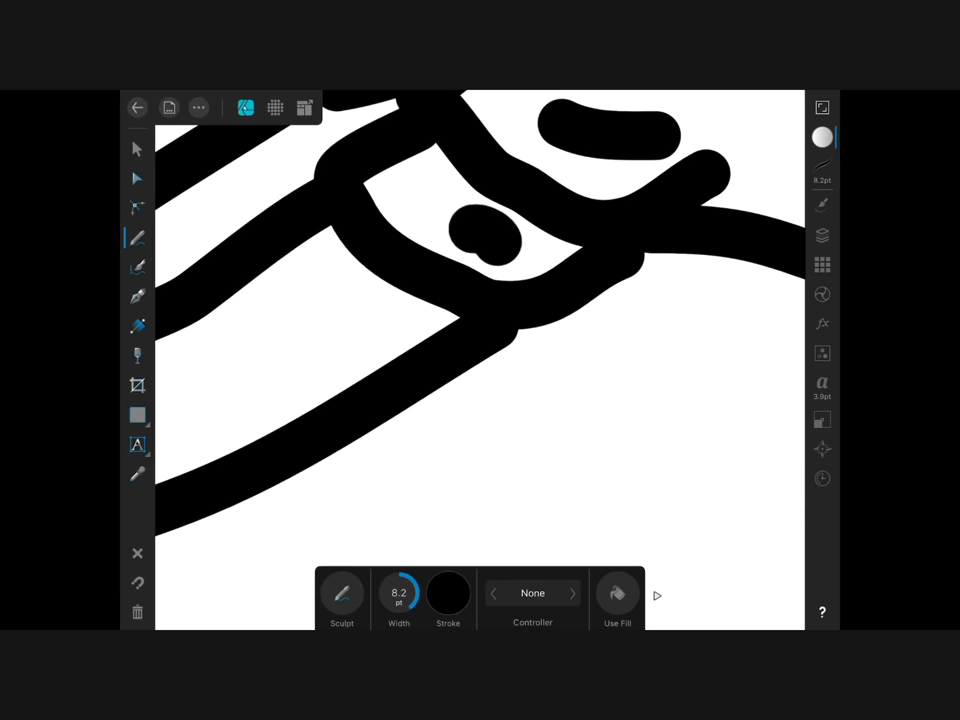 8.2pt
fx
a
3.9pt
A
8.2
pt
None
Sculpt
Width
Stroke
Controller
Use Fill
?